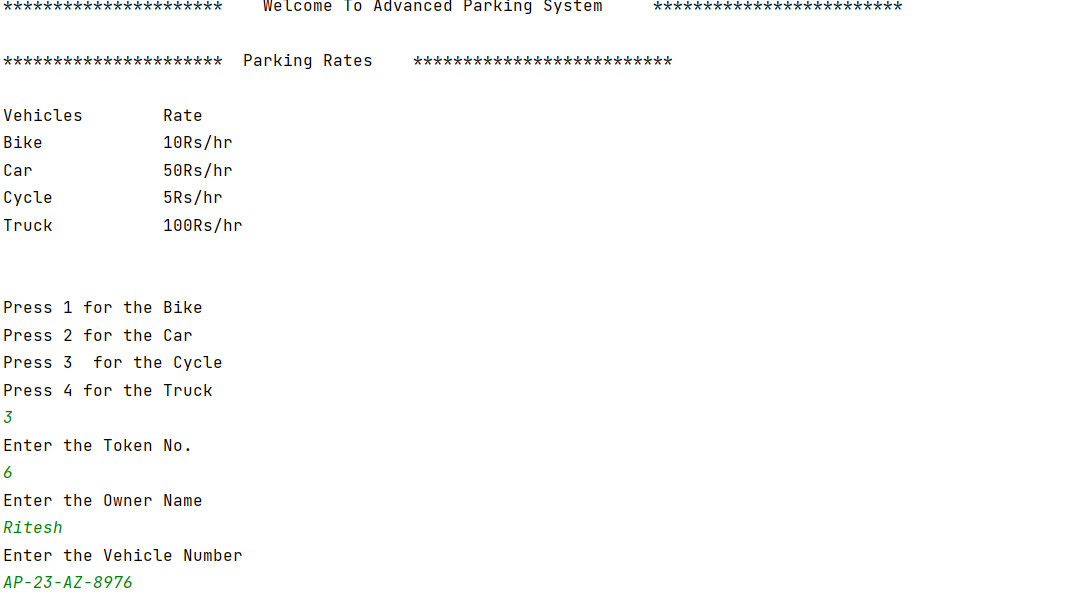 **********************    Welcome To Advanced Parking System     *************************
**********************  Parking Rates    **************************
Vehicles        Rate
Bike            10Rs/hr
Car             50Rs/hr
Cycle           5Rs/hr
Truck           100Rs/hr
Press 1 for the Bike
Press 2 for the Car
Press 3  for the Cycle
Press 4 for the Truck
3
Enter the Token No.
6
Enter the Owner Name
Ritesh
Enter the Vehicle Number
AP-23-AZ-8976